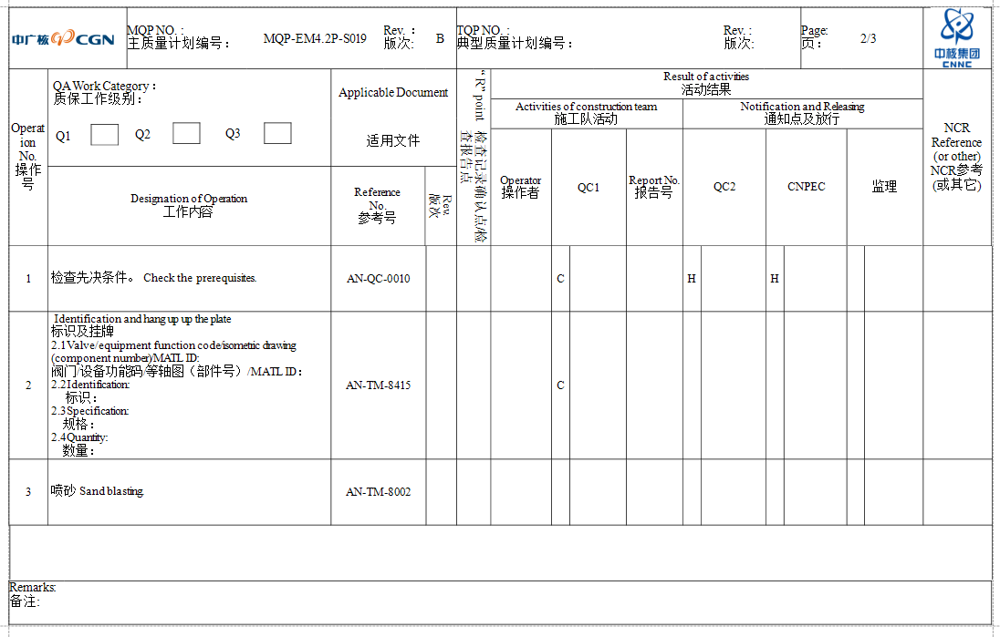 中广核 CGN
MQP NO. :
主质量计划编号：
MQP-EM4.2P-S019
Rev. :
版次:
B
TQP NO. :
典型质量计划编号：
Rev. :
版次:
Page:
页：
2/3
中核集团
CNNC
Operat
ion
No.
操作
号
QA Work Category :
质保工作级别：
Q1
Q2
Q3
Applicable Document
适用文件
Designation of Operation
工作内容
Reference
No.
参考号
Rev.
版次
“R” point 检查记录确认点/检
查报告点
Result of activities
活动结果
Activities of construction team
施工队活动
Notification and Releasing
通知点及放行
Operator
操作者
QC1
Report No.
报告号
QC2
CNPEC
监理
NCR
Reference
(or other)
NCR参考
(或其它)
1
检查先决条件。 Check the prerequisites.
AN-QC-0010
C
H
H
2
Identification and hang up up the plate
标识及挂牌
2.1Valve/equipment function code/isometric drawing
(component number)/MATL ID:
阀门/设备功能码/等轴图（部件号）/MATL ID：
2.2Identification:
标识：
2.3Specification:
规格：
2.4Quantity:
数量：
AN-TM-8415
C
3
喷砂 Sand blasting.
AN-TM-8002
Remarks:
备注: